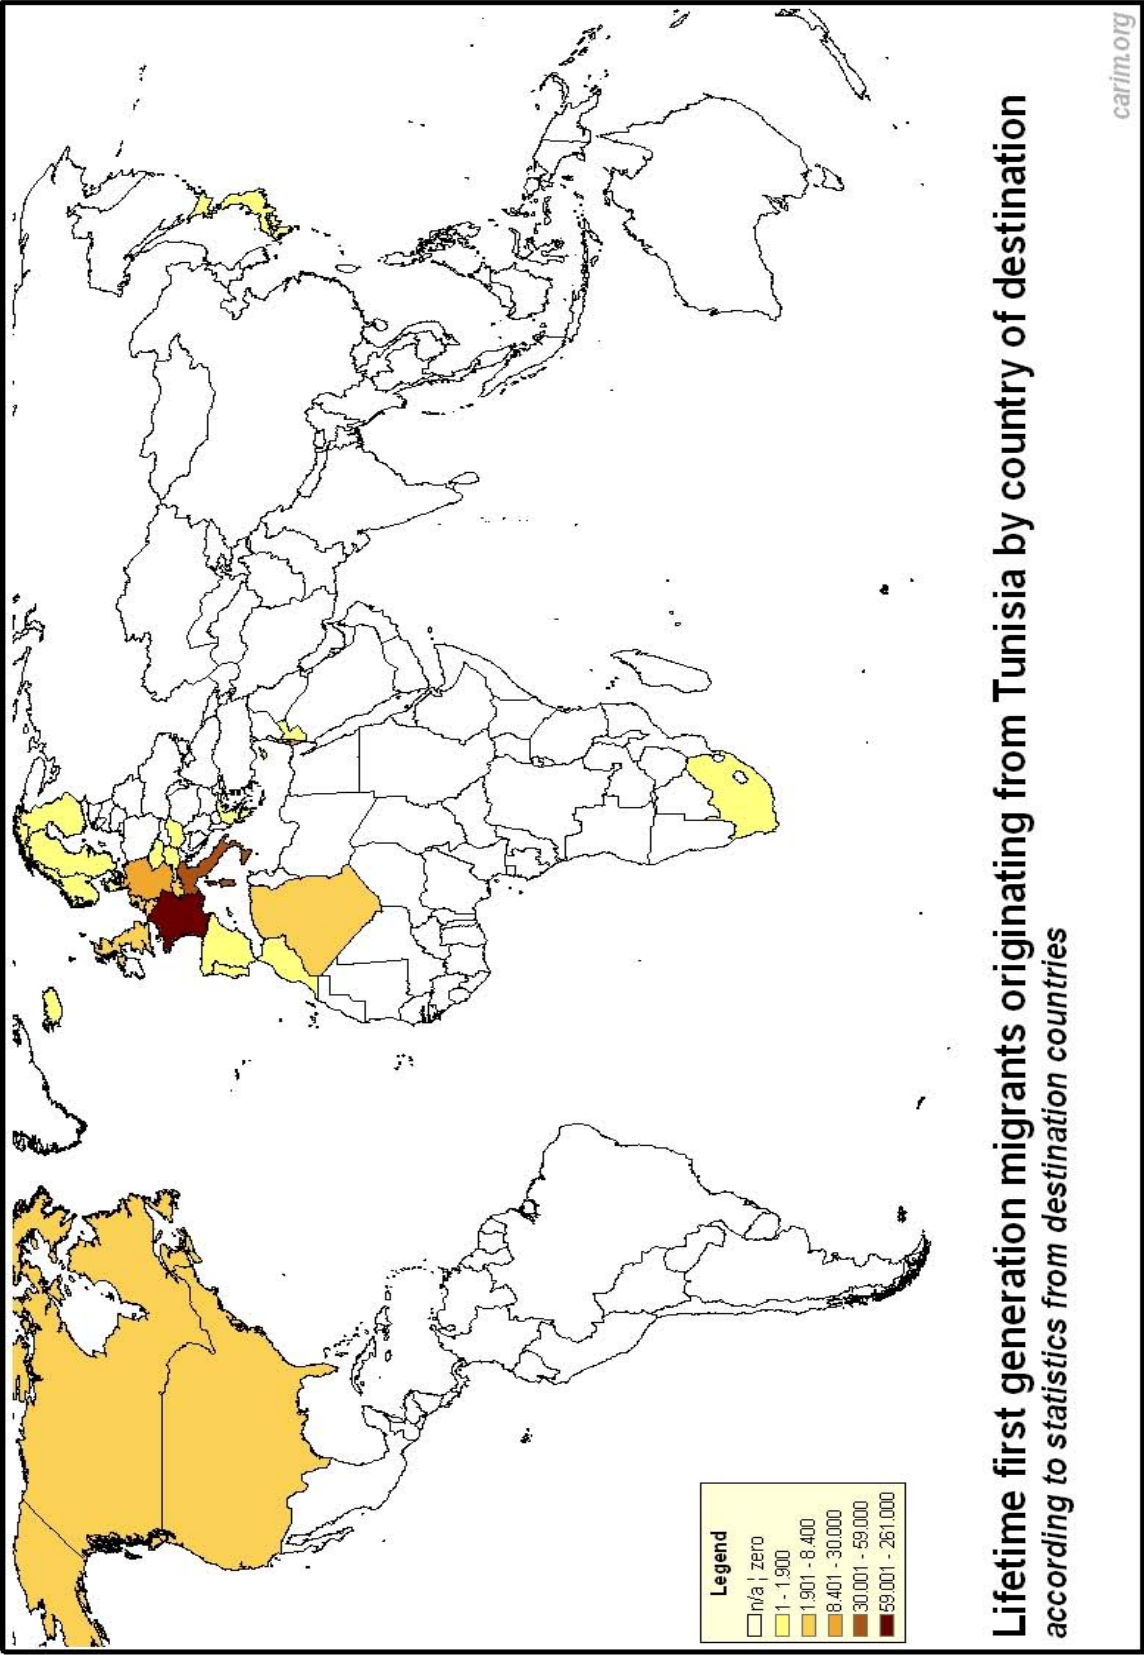 Legend
n/a ¦ zero
1 - 1.900
1.901 - 8.400
8.401 - 30.000
30.001 - 59.000
59.001 - 261.000
Lifetime first generation migrants originating from Tunisia by country of destination
according to statistics from destination countries
carim.org